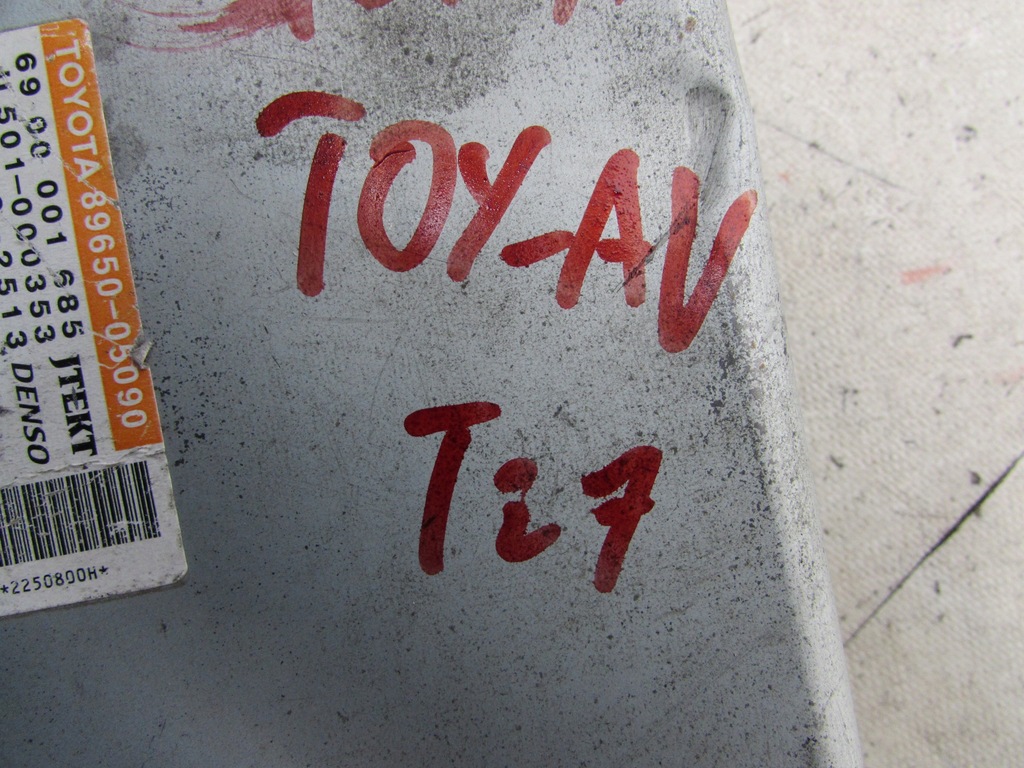 TOYOTA 89650-05090
69 00 001 685 JTEKT
501-000353
2513 DENSO
*2250800H*
TOY-AV
T27